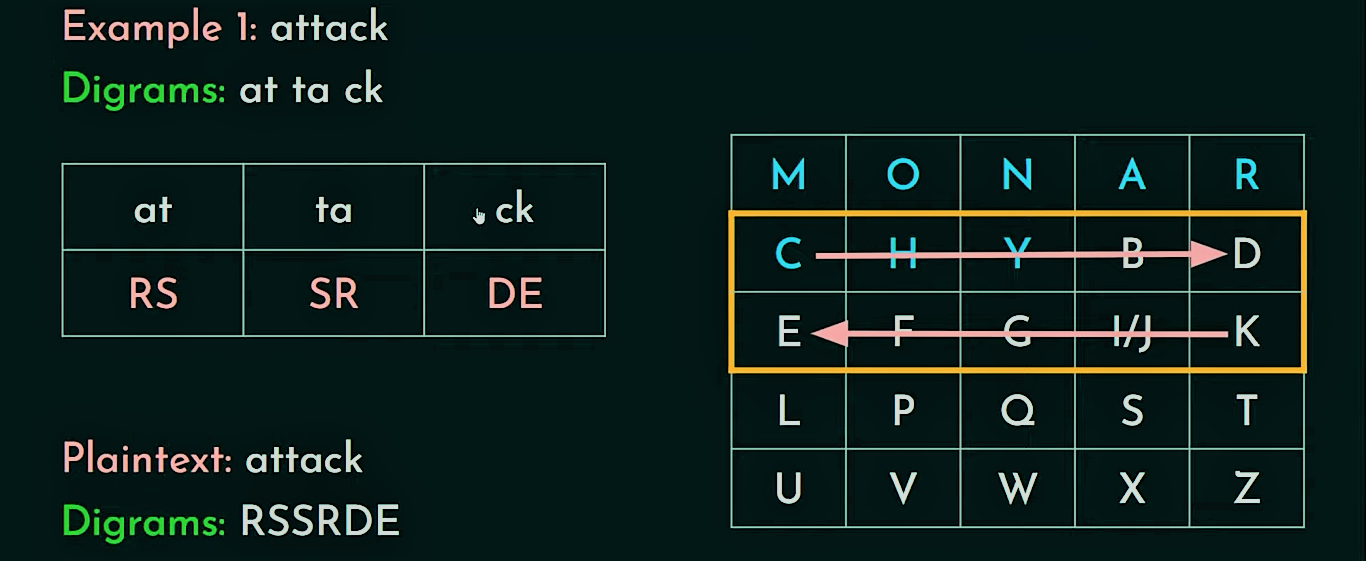 Example 1: attack
Digrams: at ta ck
at ta ck
RS SR DE
Plaintext: attack
Digrams: RSSRDE
M O N A R
C H Y B D
E F G I/J K
L P Q S T
U V W X Z